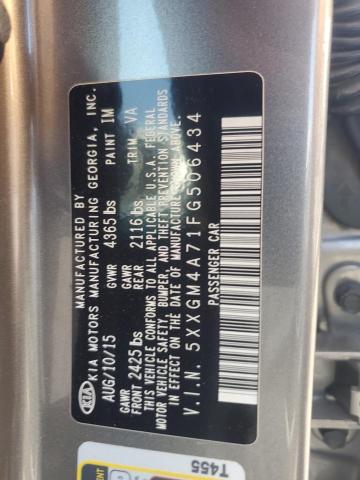 MANUFACTURED BY
KIA KIA MOTORS MANUFACTURING GEORGIA, INC.
AUG/10/15 GVWR 4365 lbs PAINT IM
GAWR FRONT 2425 lbs GAWR REAR 2116 lbs TRIM VA
THIS VEHICLE CONFORMS TO ALL APPLICABLE U.S.A. FEDERAL
MOTOR VEHICLE SAFETY, BUMPER, AND THEFT PREVENTION STANDARDS
IN EFFECT ON THE DATE OF MANUFACTURE SHOWN ABOVE.
V.I.N. 5XXGM4A71FG506434
PASSENGER CAR
T455